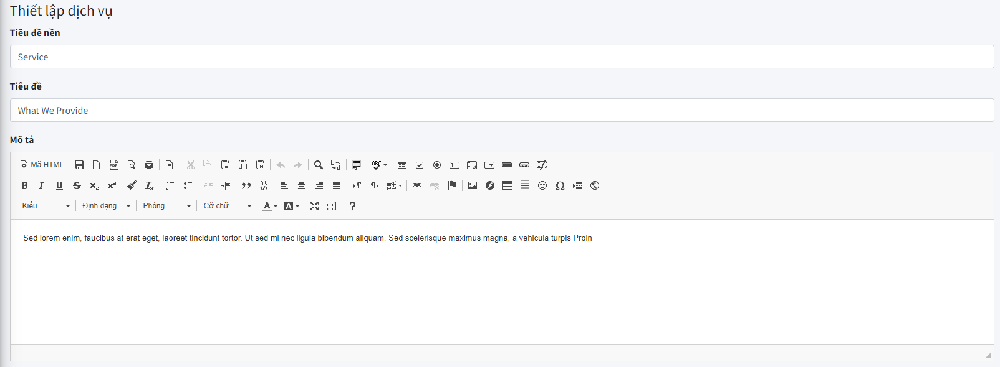 Thiết lập dịch vụ
Tiêu đề nền
Service
Tiêu đề
What We Provide
Mô tả
Mã HTML
Kiểu Định dạng Phông Cỡ chữ
Sed lorem enim, faucibus at erat eget, laoreet tincidunt tortor. Ut sed mi nec ligula bibendum aliquam. Sed scelerisque maximus magna, a vehicula turpis Proin